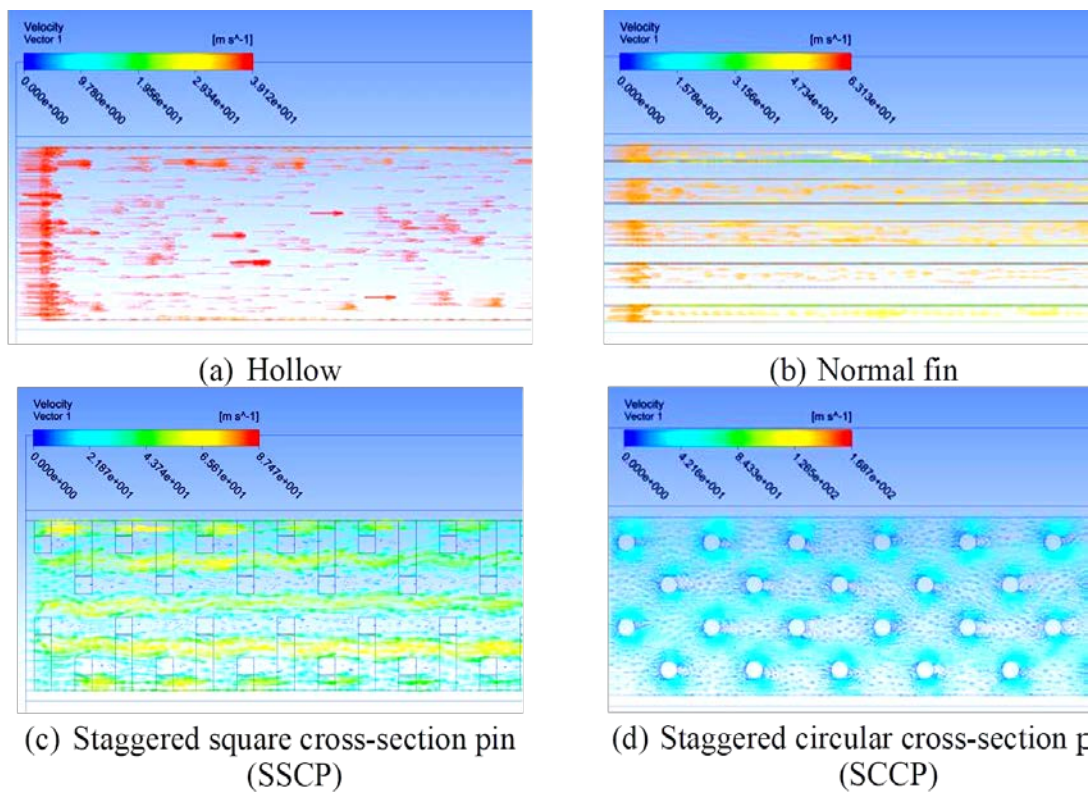 Velocity
Vector 1 [m s^-1]
0.000e+000 9.780e+000 1.956e+001 2.934e+001 3.912e+001
(a) Hollow
Velocity
Vector 1 [m s^-1]
0.000e+000 1.578e+001 3.156e+001 4.734e+001 6.313e+001
(b) Normal fin
Velocity
Vector 1 [m s^-1]
0.000e+000 2.187e+001 4.374e+001 6.561e+001 8.747e+001
(c) Staggered square cross-section pin
(SSCP)
Velocity
Vector 1 [m s^-1]
0.000e+000 4.216e+001 8.433e+001 1.265e+002 1.687e+002
(d) Staggered circular cross-section p
(SCCP)